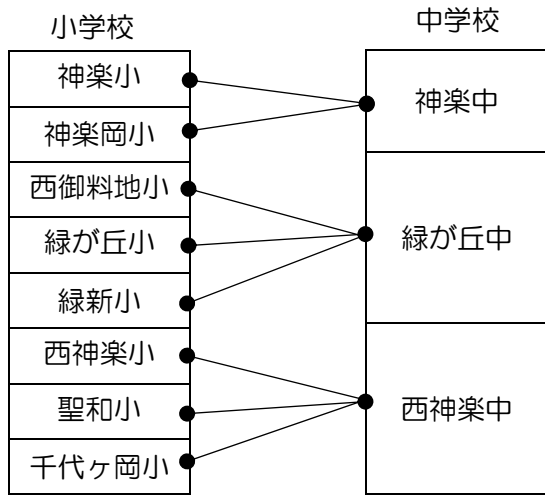 小学校
神楽小
神楽岡小
西御料地小
緑が丘小
緑新小
西神楽小
聖和小
千代ヶ岡小
中学校
神楽中
緑が丘中
西神楽中